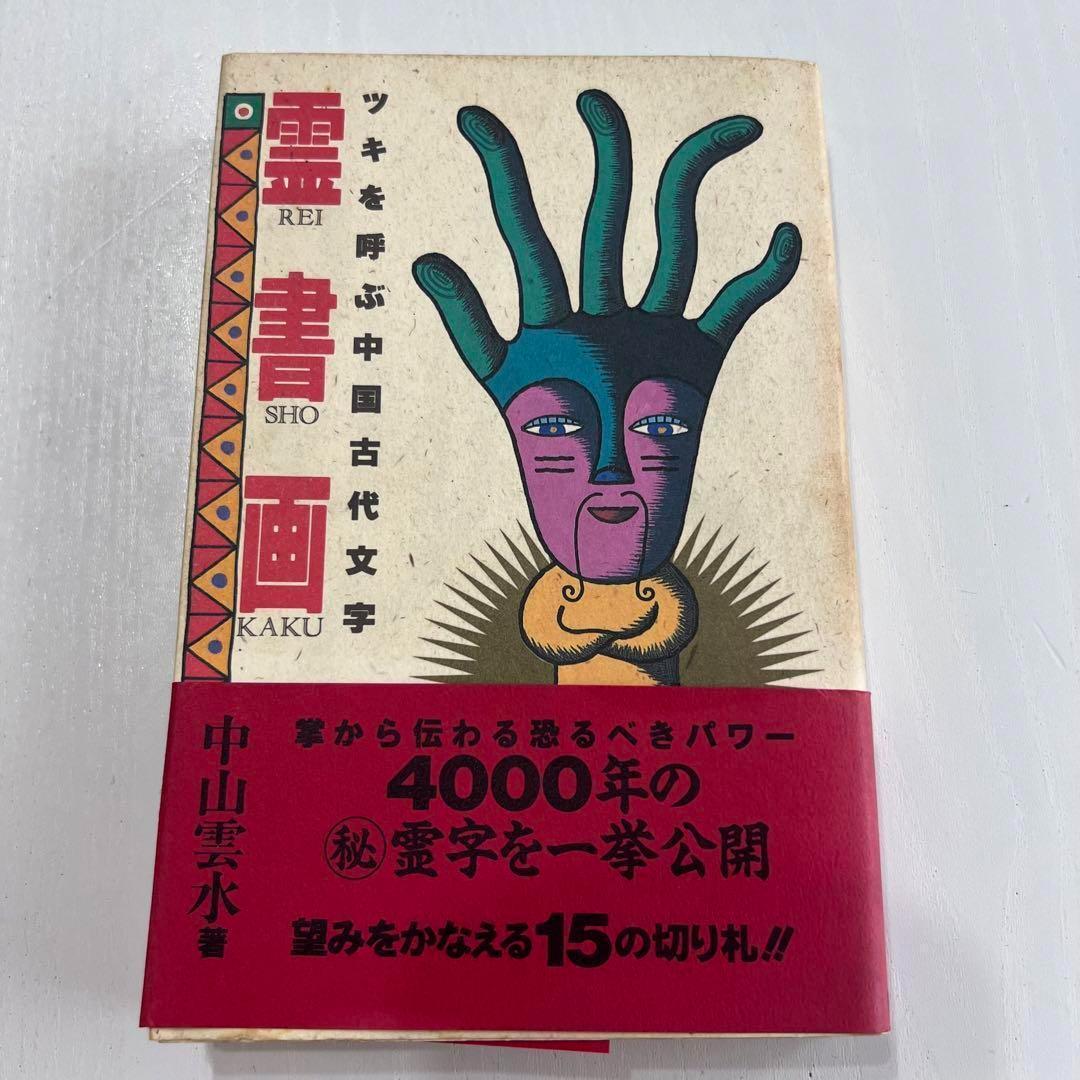 ツキを呼ぶ中国古代文字
霊
REI
書
SHO
画
KAKU
中山雲水著
掌から伝わる恐るべきパワー
4000年の
㊙霊字を一挙公開
望みをかなえる15の切り札!!